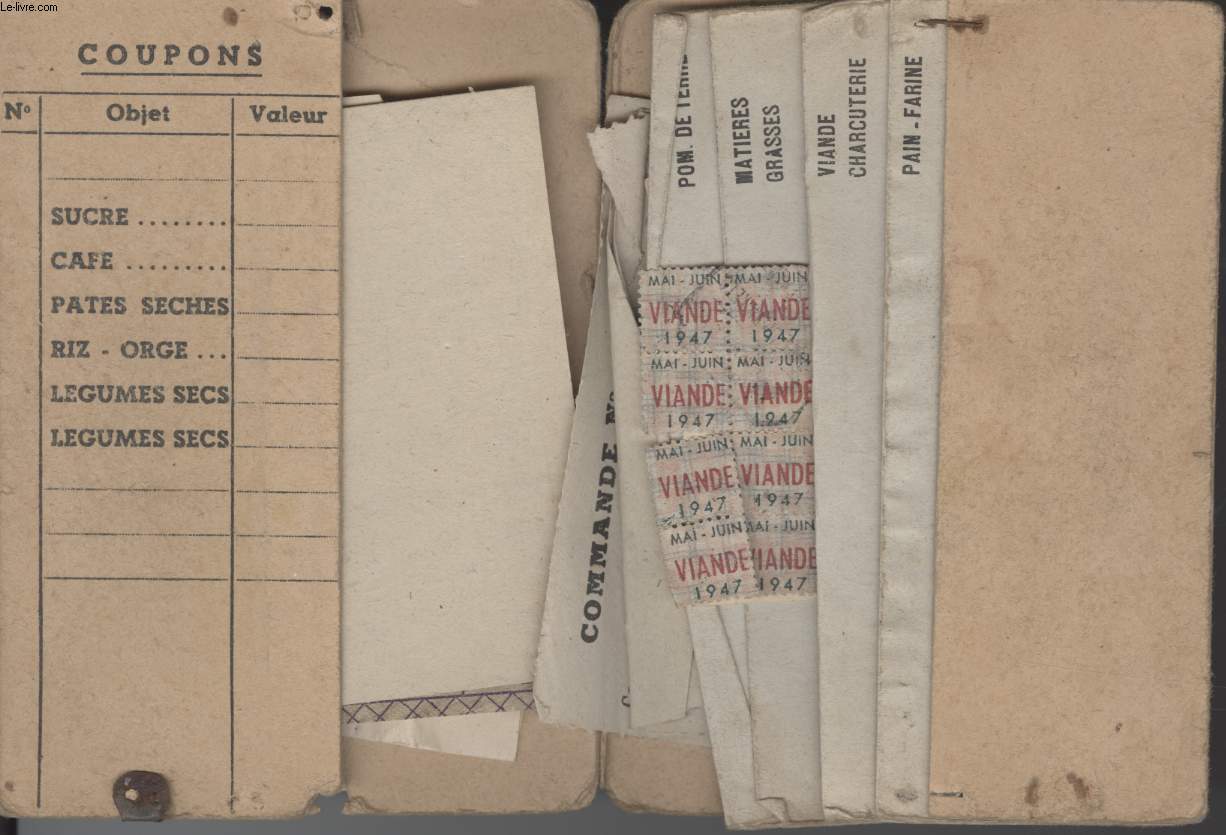 Le-livre.com
COUPONS
Nº Objet Valeur
SUCRE ........
CAFE .........
PATES SECHES
RIZ - ORGE ...
LEGUMES SECS
LEGUMES SECS
COMMANDE Nº
POM. DE TERRE
MATIERES
GRASSES
VIANDE
CHARCUTERIE
PAIN - FARINE
MAI - JUIN MAI - JUIN
VIANDE VIANDE
1947 1947
MAI - JUIN MAI - JUIN
VIANDE VIANDE
1947 1947
MAI - JUIN MAI - JUIN
VIANDE VIANDE
1947 1947
MAI - JUIN MAI - JUIN
VIANDE VIANDE
1947 1947